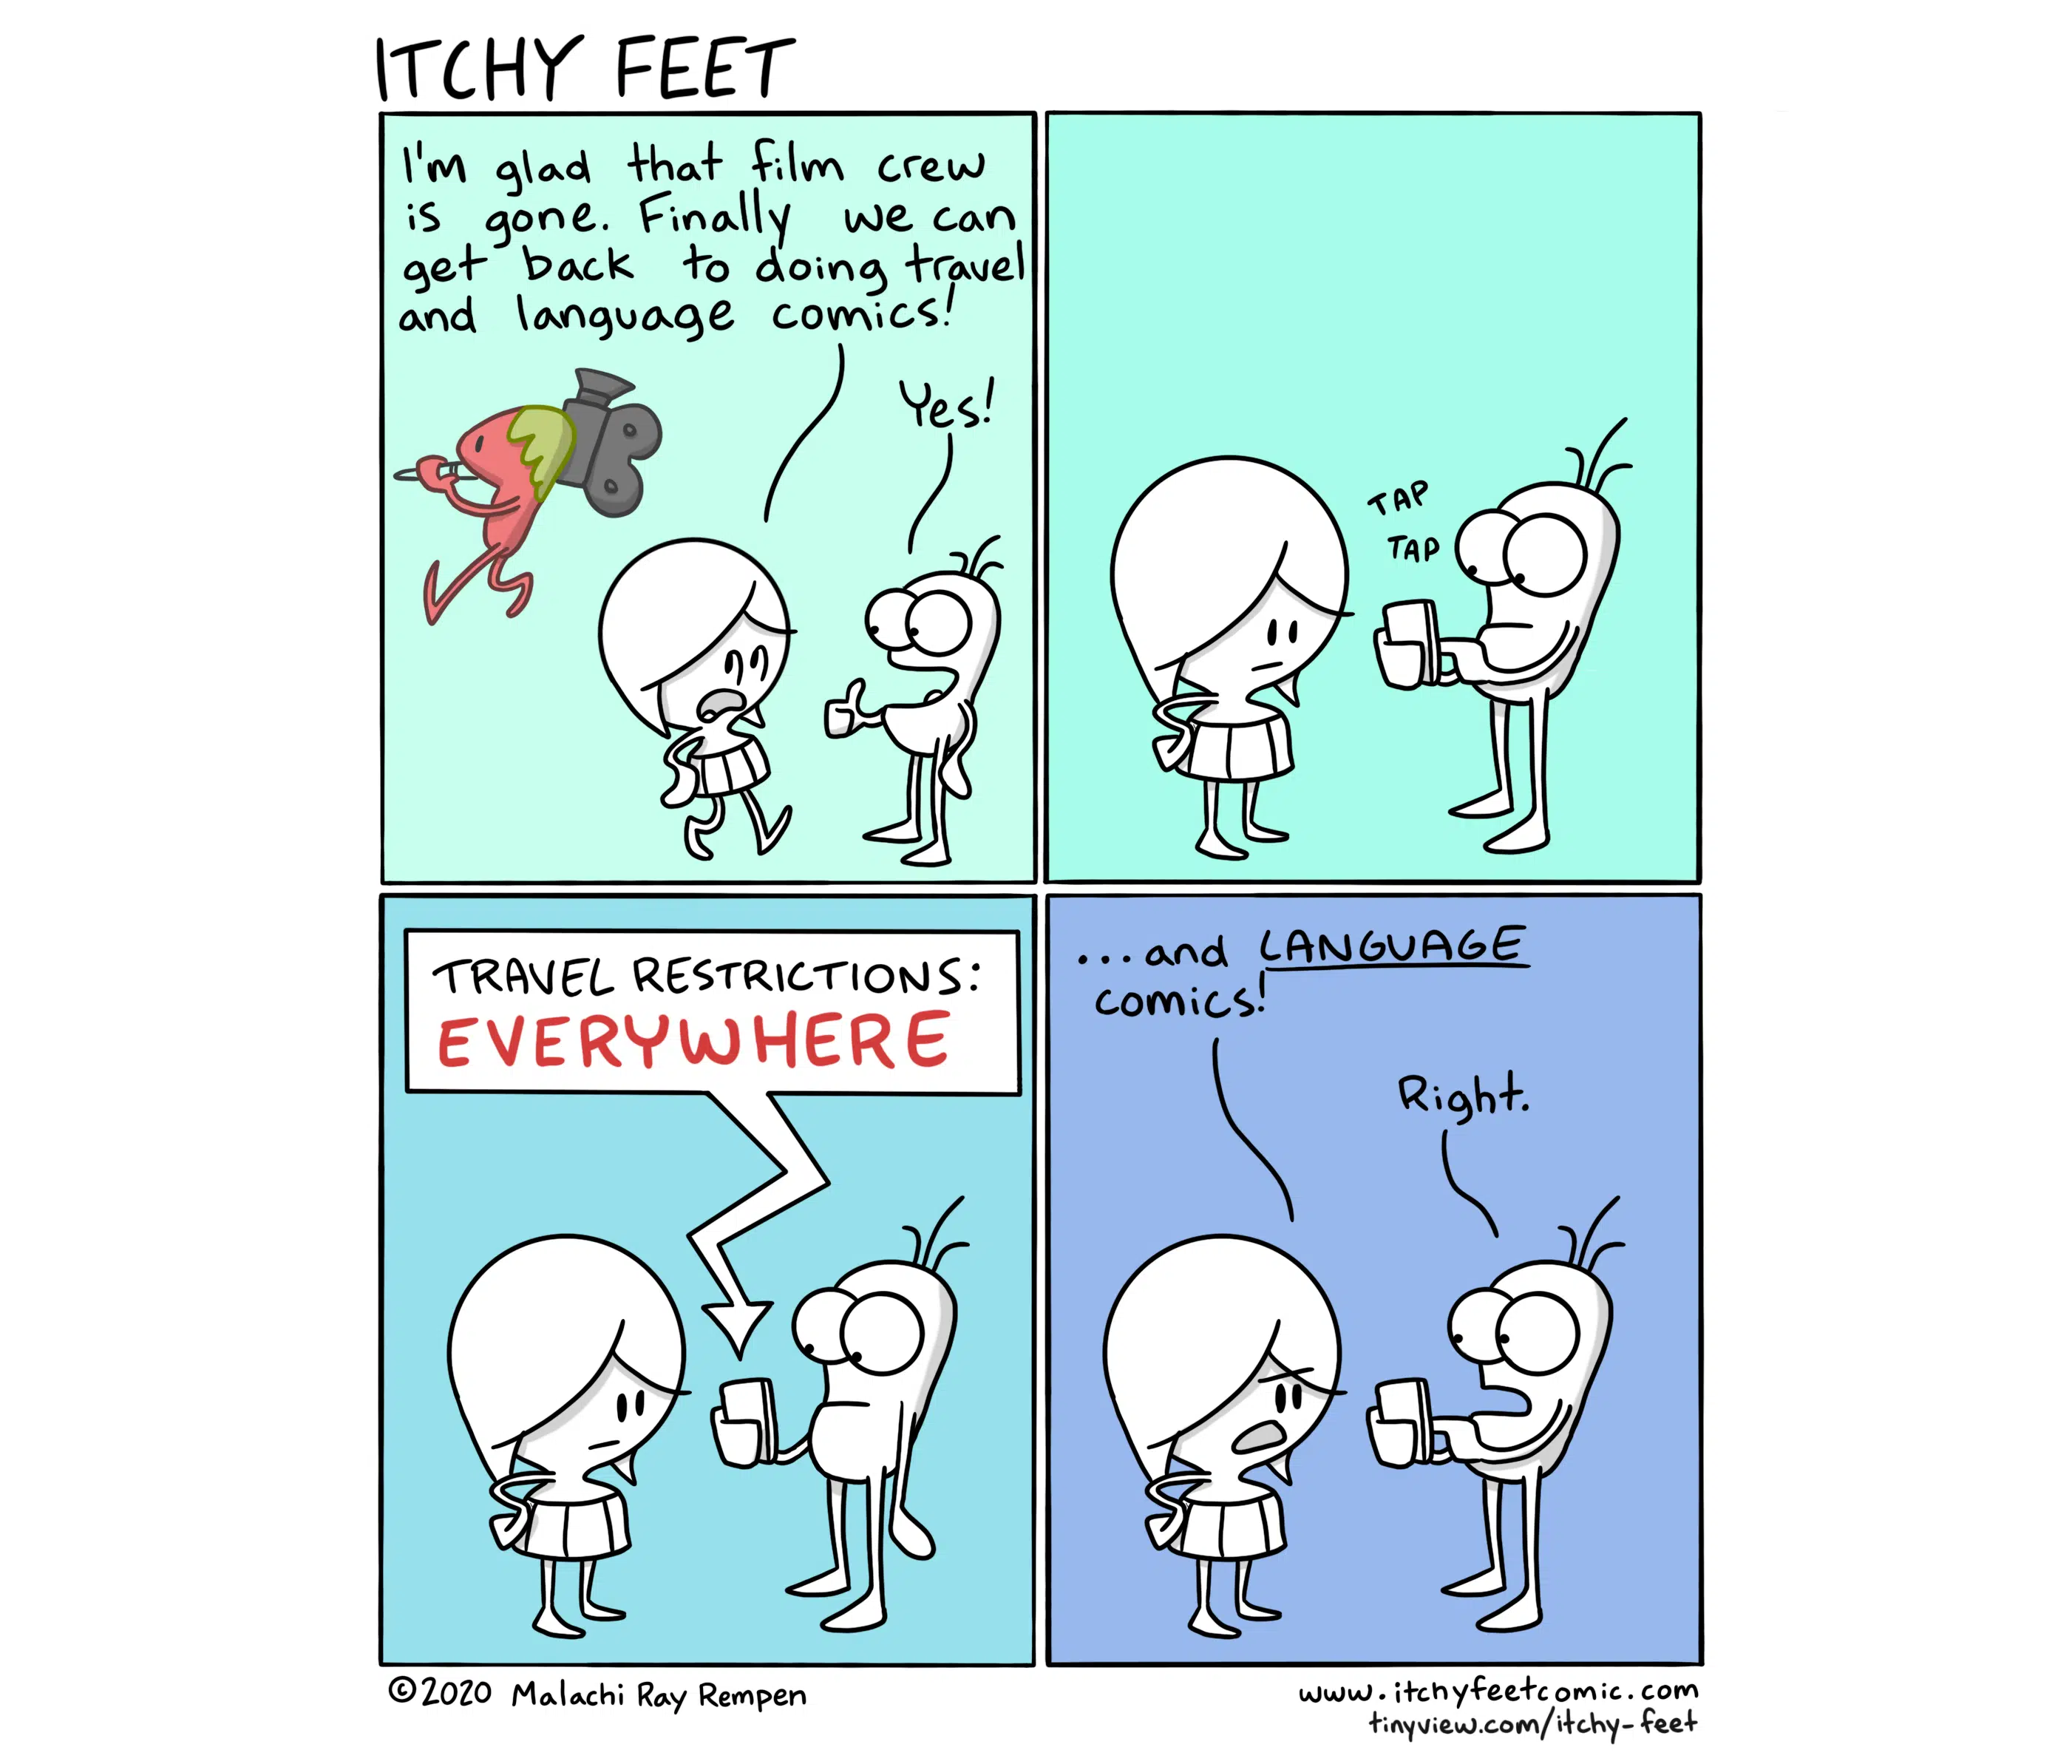 ITCHY FEET
I'm glad that film crew
is gone. Finally we can
get back to doing travel
and language comics!
Yes!
TAP
TAP
TRAVEL RESTRICTIONS:
EVERYWHERE
...and LANGUAGE
comics!
Right.
©2020 Malachi Ray Rempen
www.itchyfeetcomic.com
tinyview.com/itchy-feet